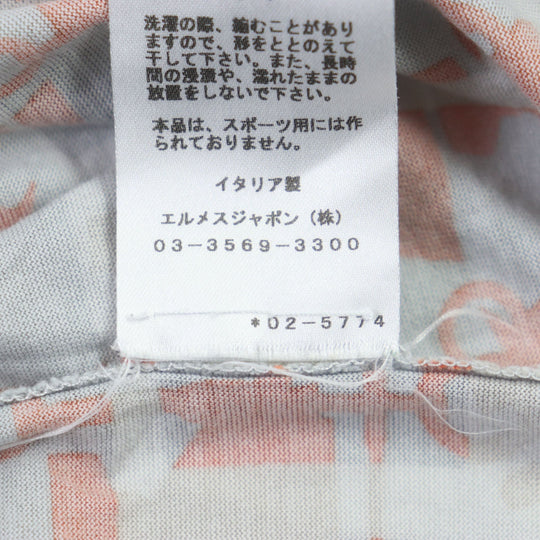 洗濯の際、縮むことがあり
ますので、形をととのえて
干して下さい。また、長時
間の浸漬や、濡れたままの
放置をしないで下さい。
本品は、スポーツ用には作
られておりません。
イタリア製
エルメスジャポン(株)
03-3569-3300
*02-5774